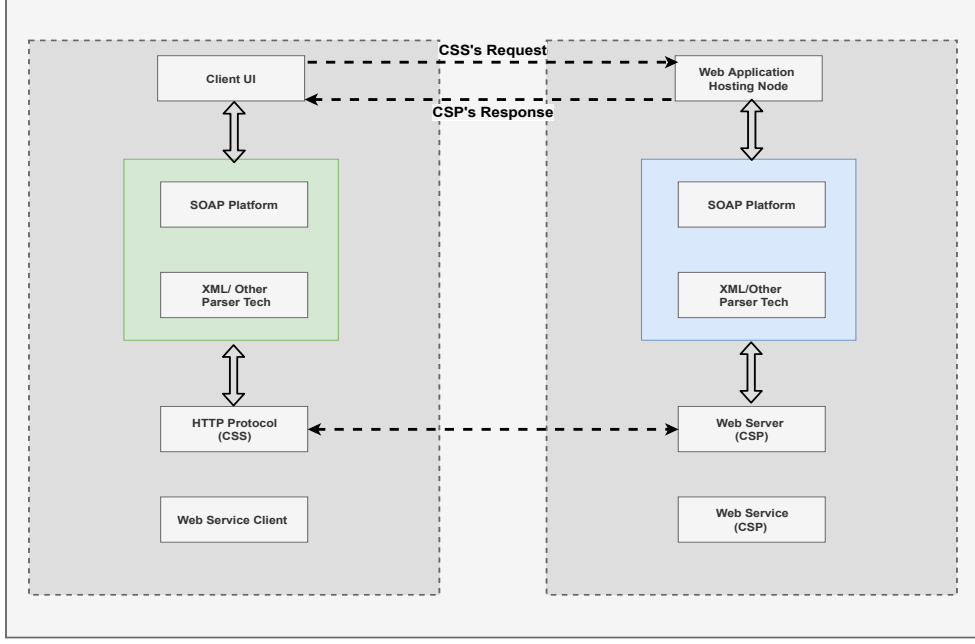 CSS's Request
Client UI
Web Application
Hosting Node
CSP's Response
SOAP Platform
SOAP Platform
XML/ Other
Parser Tech
XML/Other
Parser Tech
HTTP Protocol
(CSS)
Web Server
(CSP)
Web Service Client
Web Service
(CSP)